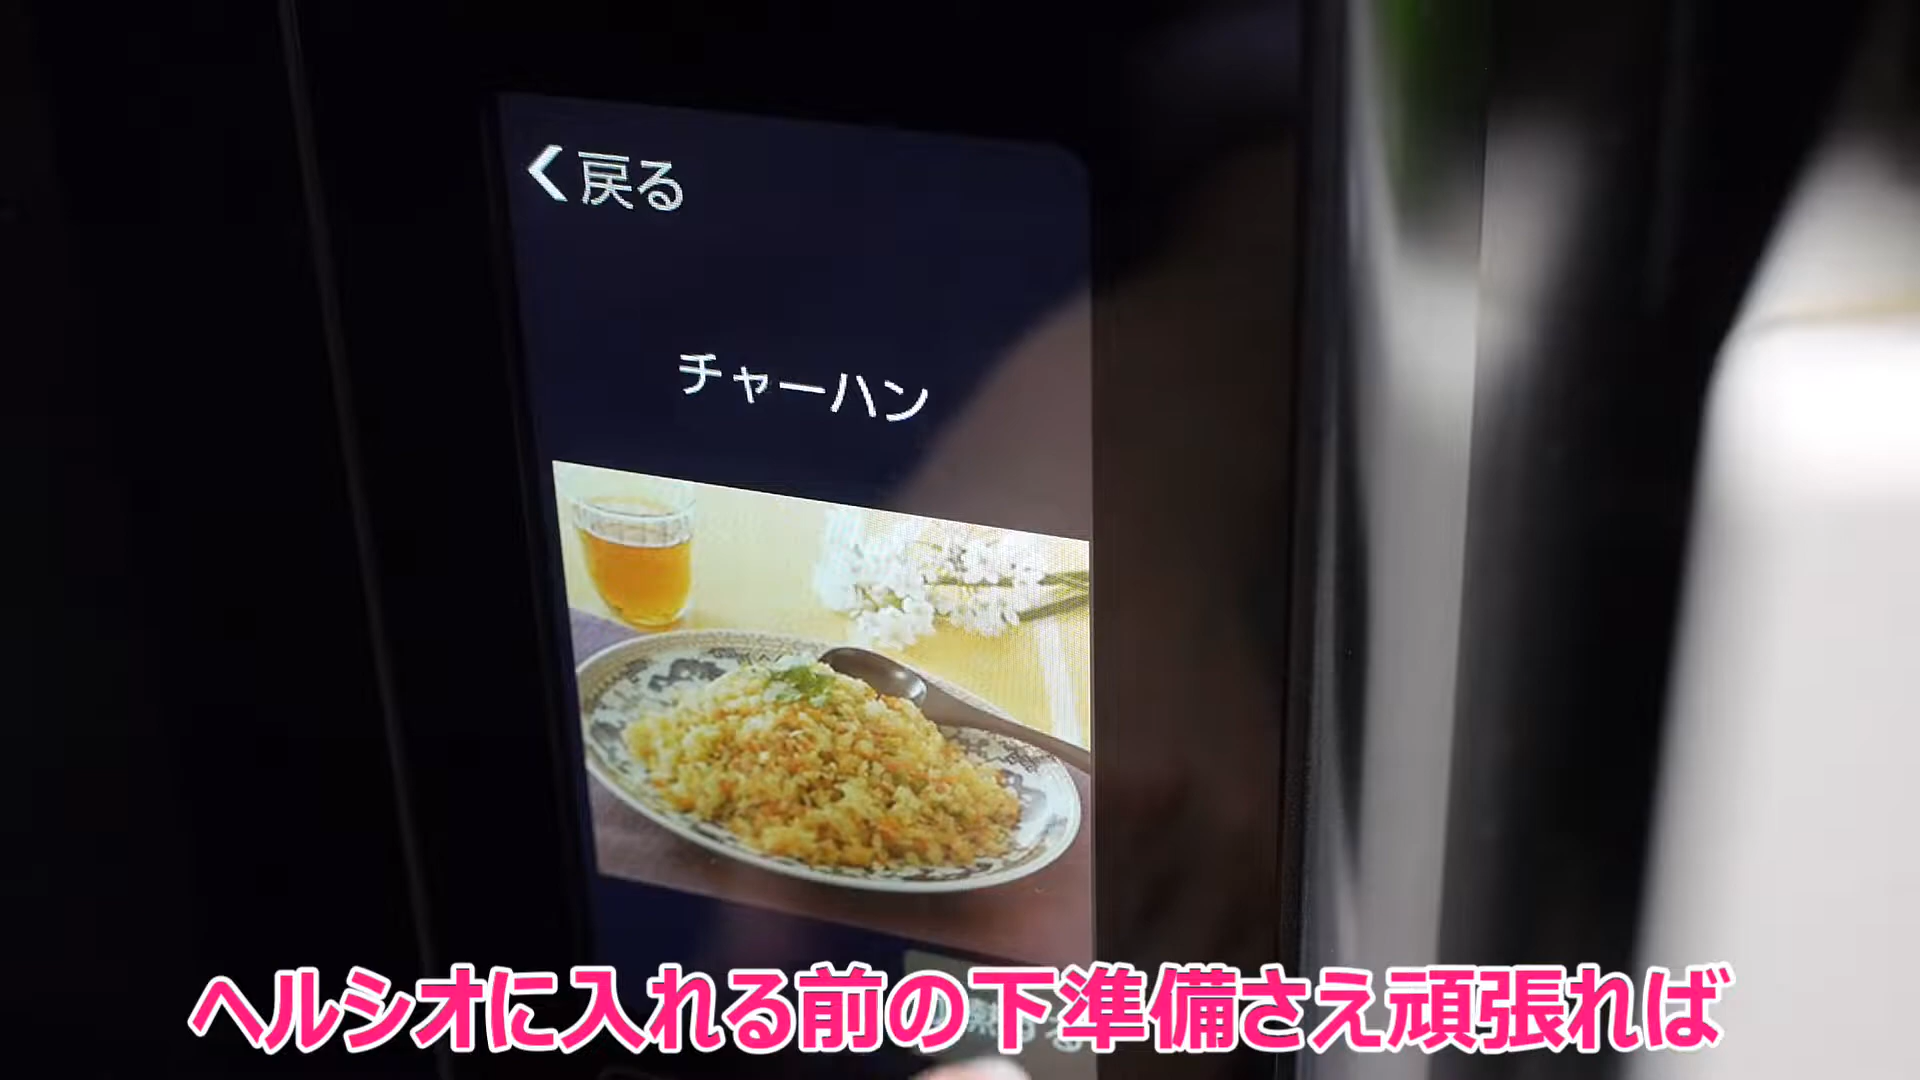 戻る
チャーハン
ヘルシオに入れる前の下準備さえ頑張れば